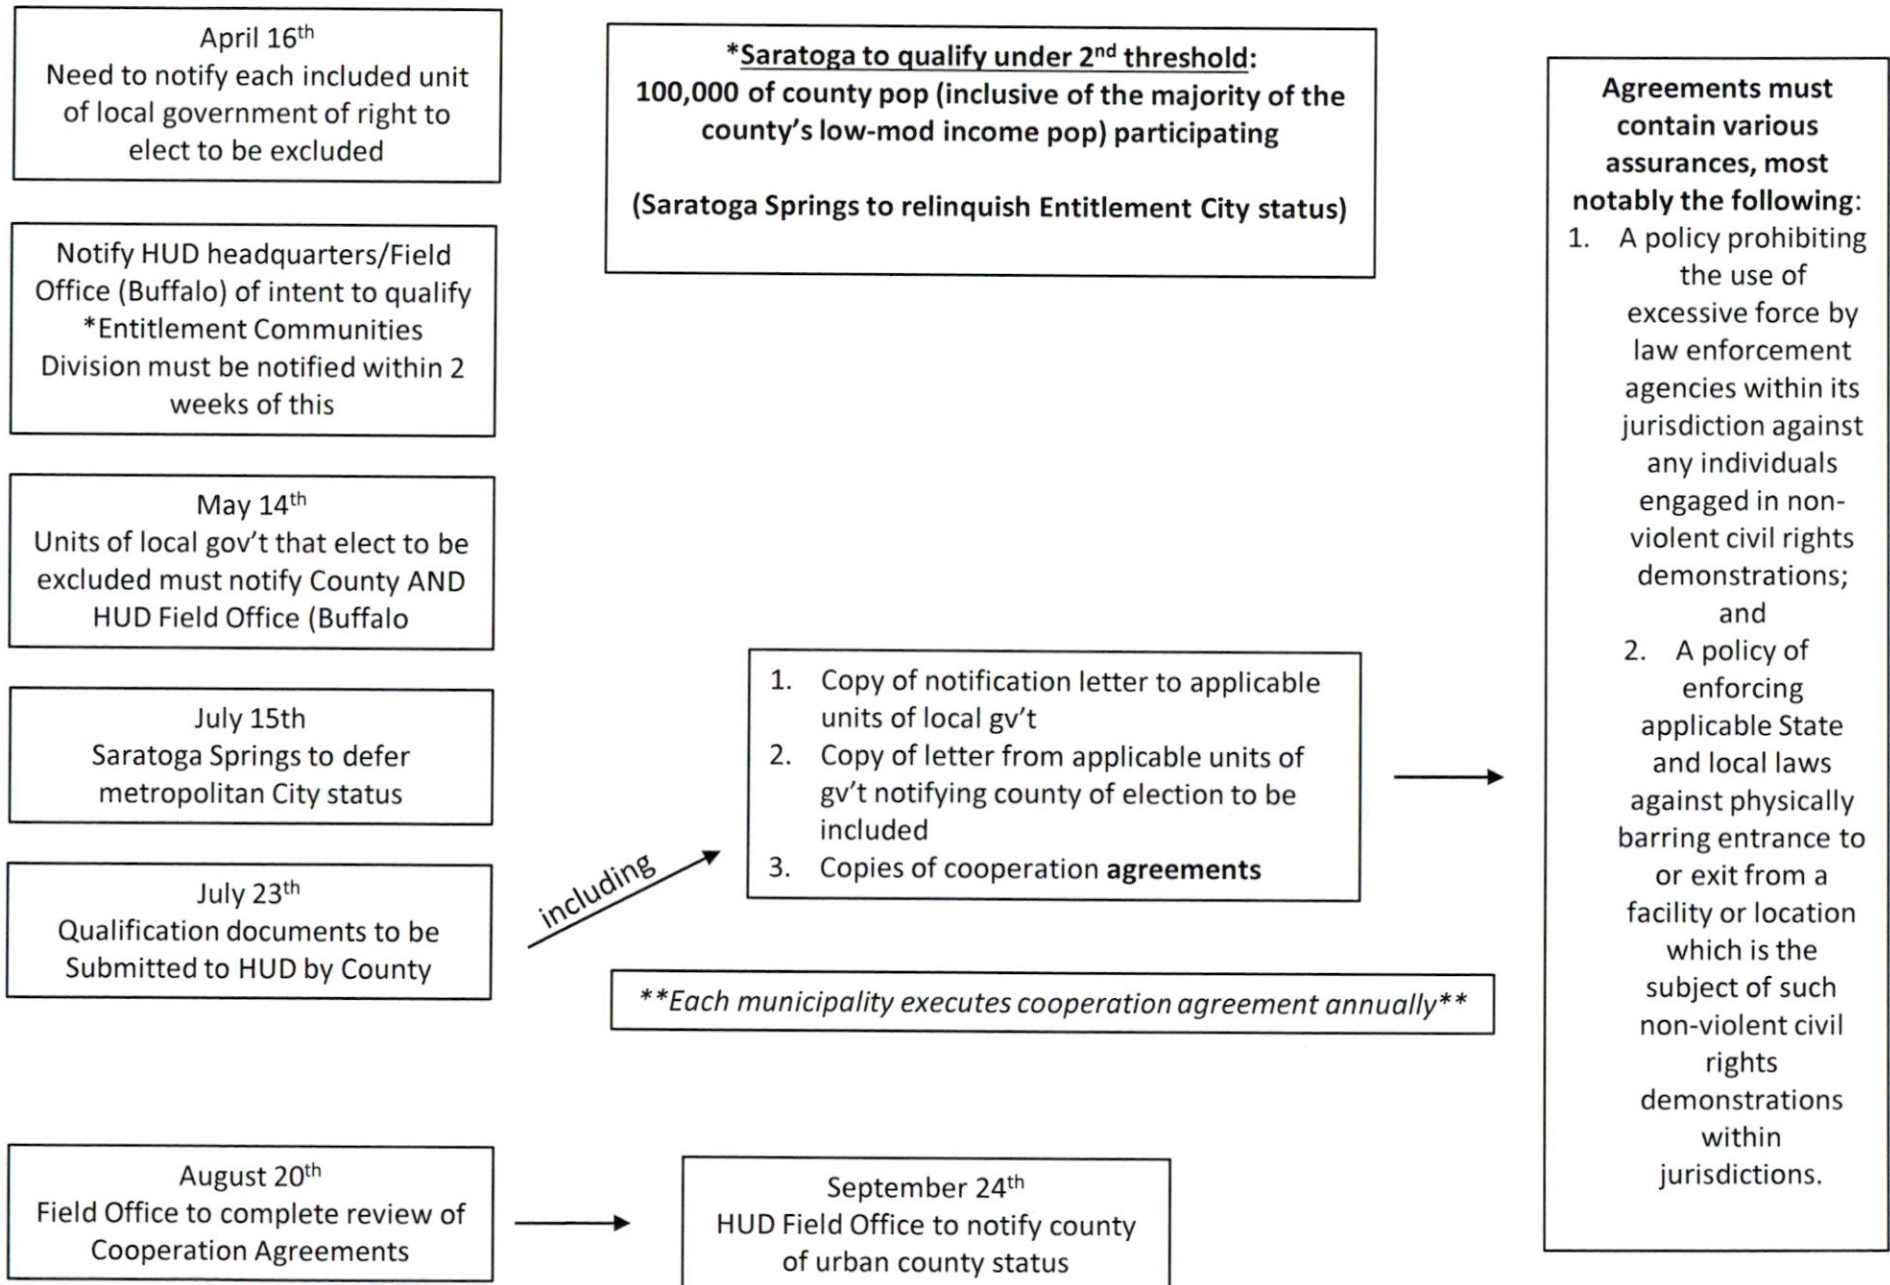 April 16th
Need to notify each included unit
of local government of right to
elect to be excluded
Notify HUD headquarters/Field
Office (Buffalo) of intent to qualify
*Entitlement Communities
Division must be notified within 2
weeks of this
May 14th
Units of local gov't that elect to be
excluded must notify County AND
HUD Field Office (Buffalo
July 15th
Saratoga Springs to defer
metropolitan City status
July 23th
Qualification documents to be
Submitted to HUD by County
including
*Saratoga to qualify under 2nd threshold:
100,000 of county pop (inclusive of the majority of the
county's low-mod income pop) participating
(Saratoga Springs to relinquish Entitlement City status)
1. Copy of notification letter to applicable
units of local gv't
2. Copy of letter from applicable units of
gv't notifying county of election to be
included
3. Copies of cooperation agreements
**Each municipality executes cooperation agreement annually**
Agreements must
contain various
assurances, most
notably the following:
1. A policy prohibiting
the use of
excessive force by
law enforcement
agencies within its
jurisdiction against
any individuals
engaged in non-
violent civil rights
demonstrations;
and
2. A policy of
enforcing
applicable State
and local laws
against physically
barring entrance to
or exit from a
facility or location
which is the
subject of such
non-violent civil
rights
demonstrations
within
jurisdictions.
August 20th
Field Office to complete review of
Cooperation Agreements
September 24th
HUD Field Office to notify county
of urban county status